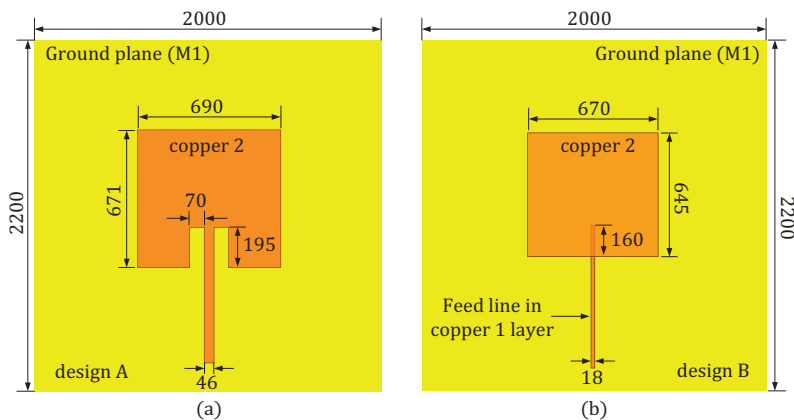 2000
Ground plane (M1)
690
copper 2
671
70
195
2200
design A
46
(a)
2000
Ground plane (M1)
670
copper 2
645
160
2200
Feed line in
copper 1 layer
18
design B
(b)